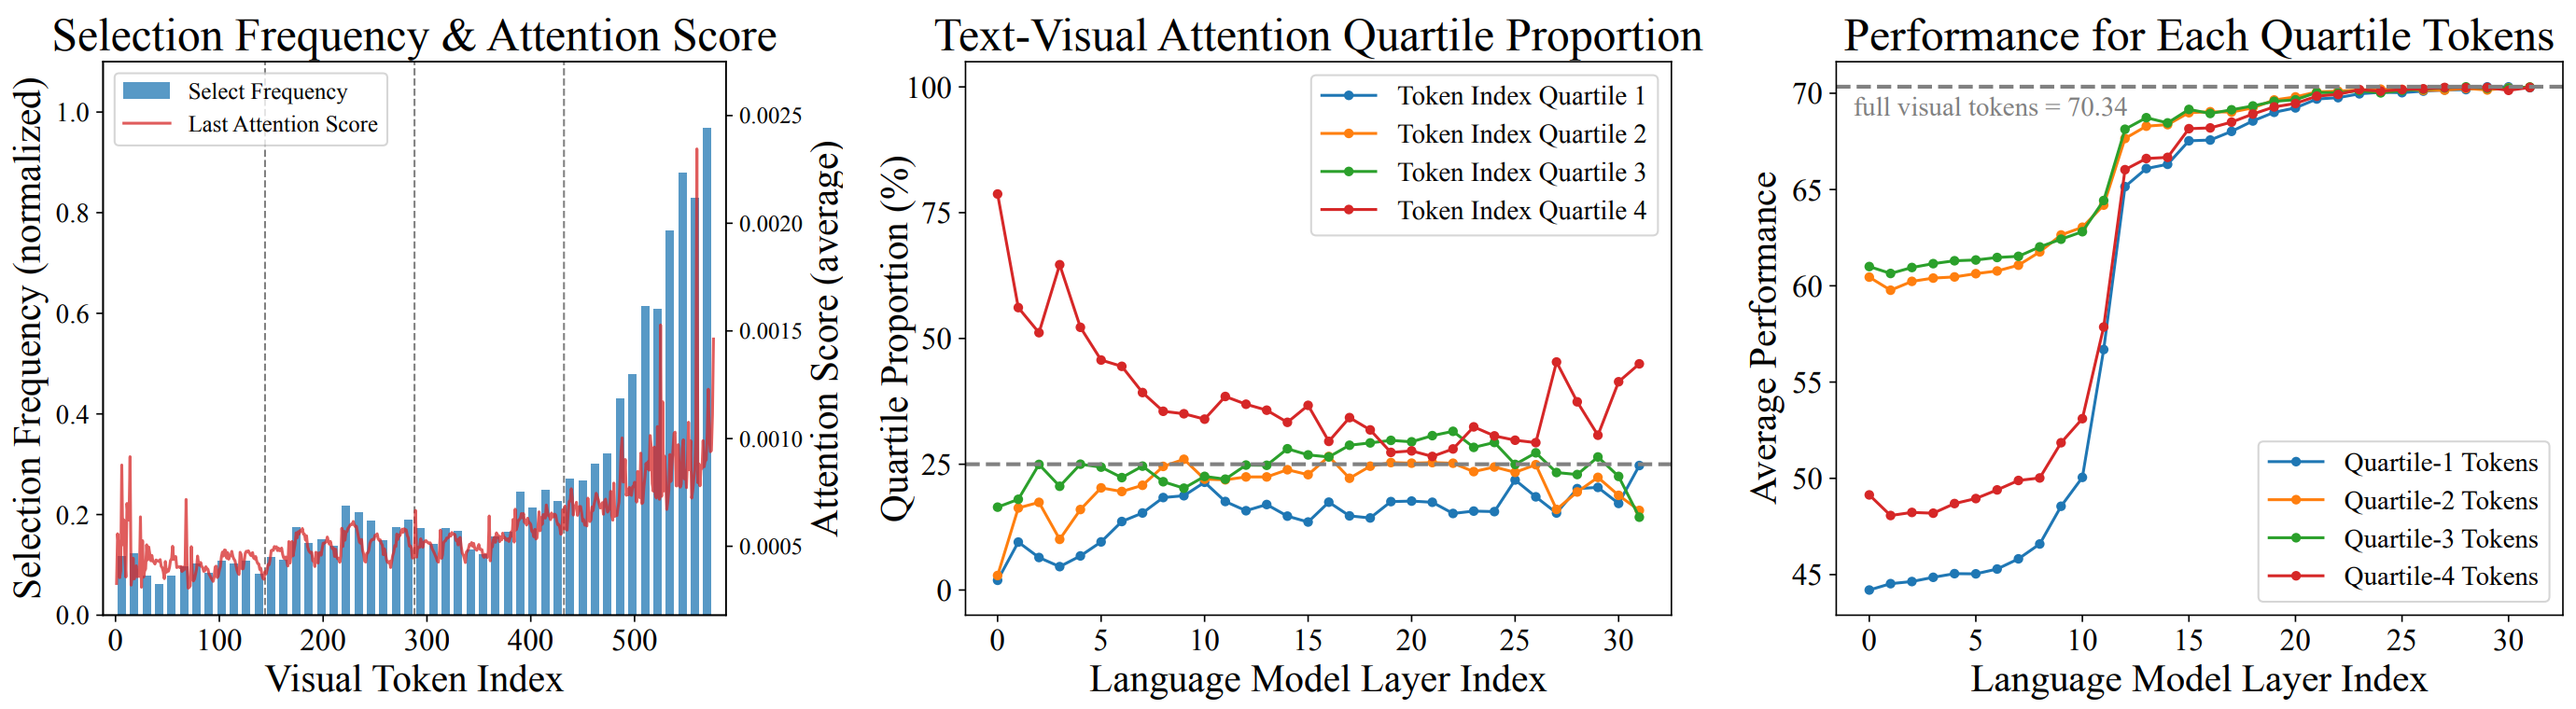 Selection Frequency & Attention Score
Selection Frequency (normalized)
1.0
0.8
0.6
0.4
0.2
0.0
Select Frequency
Last Attention Score
0.0025
0.0020
0.0015
0.0010
0.0005
Attention Score (average)
0 100 200 300 400 500
Visual Token Index
Text-Visual Attention Quartile Proportion
Quartile Proportion (%)
100
75
50
25
0
Token Index Quartile 1
Token Index Quartile 2
Token Index Quartile 3
Token Index Quartile 4
0 5 10 15 20 25 30
Language Model Layer Index
Performance for Each Quartile Tokens
Average Performance
70
65
60
55
50
45
full visual tokens = 70.34
Quartile-1 Tokens
Quartile-2 Tokens
Quartile-3 Tokens
Quartile-4 Tokens
0 5 10 15 20 25 30
Language Model Layer Index